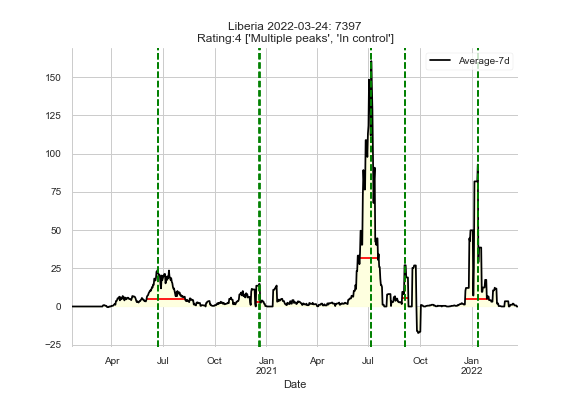 Liberia 2022-03-24: 7397
Rating:4 ['Multiple peaks', 'In control']
Average-7d
150
125
100
75
50
25
0
−25
Apr Jul Oct Jan Apr Jul Oct Jan
2021 2022
Date